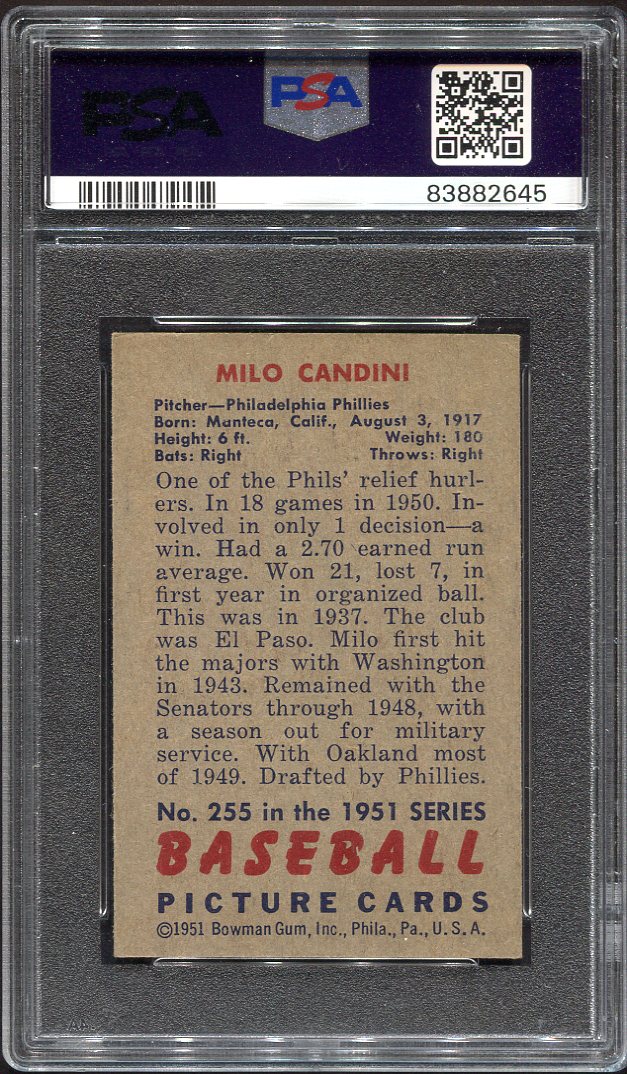 PSA
PSA
83882645
MILO CANDINI
Pitcher—Philadelphia Phillies
Born: Manteca, Calif., August 3, 1917
Height: 6 ft. Weight: 180
Bats: Right Throws: Right
One of the Phils' relief hurl-
ers. In 18 games in 1950. In-
volved in only 1 decision—a
win. Had a 2.70 earned run
average. Won 21, lost 7, in
first year in organized ball.
This was in 1937. The club
was El Paso. Milo first hit
the majors with Washington
in 1943. Remained with the
Senators through 1948, with
a season out for military
service. With Oakland most
of 1949. Drafted by Phillies.
No. 255 in the 1951 SERIES
BASEBALL
PICTURE CARDS
©1951 Bowman Gum, Inc., Phila., Pa., U.S.A.